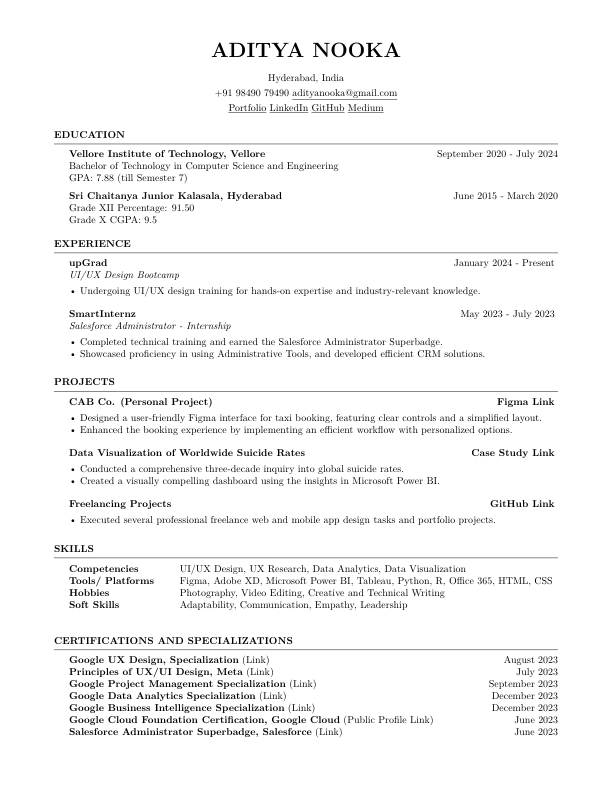 ADITYA NOOKA
Hyderabad, India
+91 98490 79490 adityanooka@gmail.com
Portfolio LinkedIn GitHub Medium
EDUCATION
Vellore Institute of Technology, Vellore September 2020 - July 2024
Bachelor of Technology in Computer Science and Engineering
GPA: 7.88 (till Semester 7)
Sri Chaitanya Junior Kalasala, Hyderabad June 2015 - March 2020
Grade XII Percentage: 91.50
Grade X CGPA: 9.5
EXPERIENCE
upGrad January 2024 - Present
UI/UX Design Bootcamp
• Undergoing UI/UX design training for hands-on expertise and industry-relevant knowledge.
SmartInternz May 2023 - July 2023
Salesforce Administrator - Internship
• Completed technical training and earned the Salesforce Administrator Superbadge.
• Showcased proficiency in using Administrative Tools, and developed efficient CRM solutions.
PROJECTS
CAB Co. (Personal Project) Figma Link
• Designed a user-friendly Figma interface for taxi booking, featuring clear controls and a simplified layout.
• Enhanced the booking experience by implementing an efficient workflow with personalized options.
Data Visualization of Worldwide Suicide Rates Case Study Link
• Conducted a comprehensive three-decade inquiry into global suicide rates.
• Created a visually compelling dashboard using the insights in Microsoft Power BI.
Freelancing Projects GitHub Link
• Executed several professional freelance web and mobile app design tasks and portfolio projects.
SKILLS
Competencies UI/UX Design, UX Research, Data Analytics, Data Visualization
Tools/ Platforms Figma, Adobe XD, Microsoft Power BI, Tableau, Python, R, Office 365, HTML, CSS
Hobbies Photography, Video Editing, Creative and Technical Writing
Soft Skills Adaptability, Communication, Empathy, Leadership
CERTIFICATIONS AND SPECIALIZATIONS
Google UX Design, Specialization (Link) August 2023
Principles of UX/UI Design, Meta (Link) July 2023
Google Project Management Specialization (Link) September 2023
Google Data Analytics Specialization (Link) December 2023
Google Business Intelligence Specialization (Link) December 2023
Google Cloud Foundation Certification, Google Cloud (Public Profile Link) June 2023
Salesforce Administrator Superbadge, Salesforce (Link) June 2023